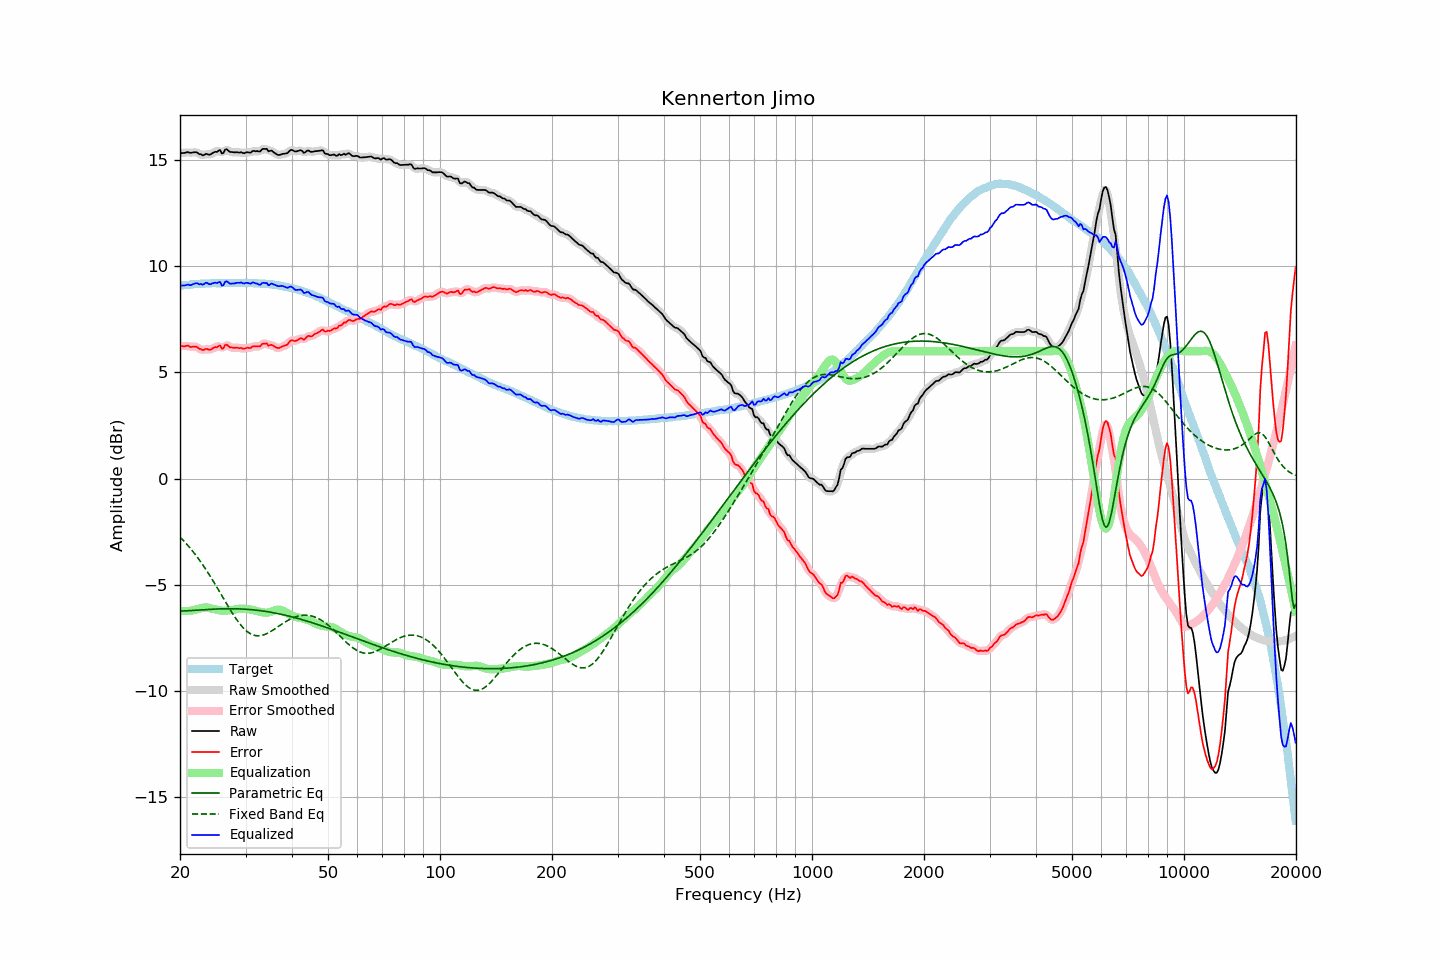 Kennerton Jimo
15
10
5
0
−5
−10
−15
Amplitude (dBr)
Target
Raw Smoothed
Error Smoothed
Raw
Error
Equalization
Parametric Eq
Fixed Band Eq
Equalized
20 50 100 200 500 1000 2000 5000 10000 20000
Frequency (Hz)